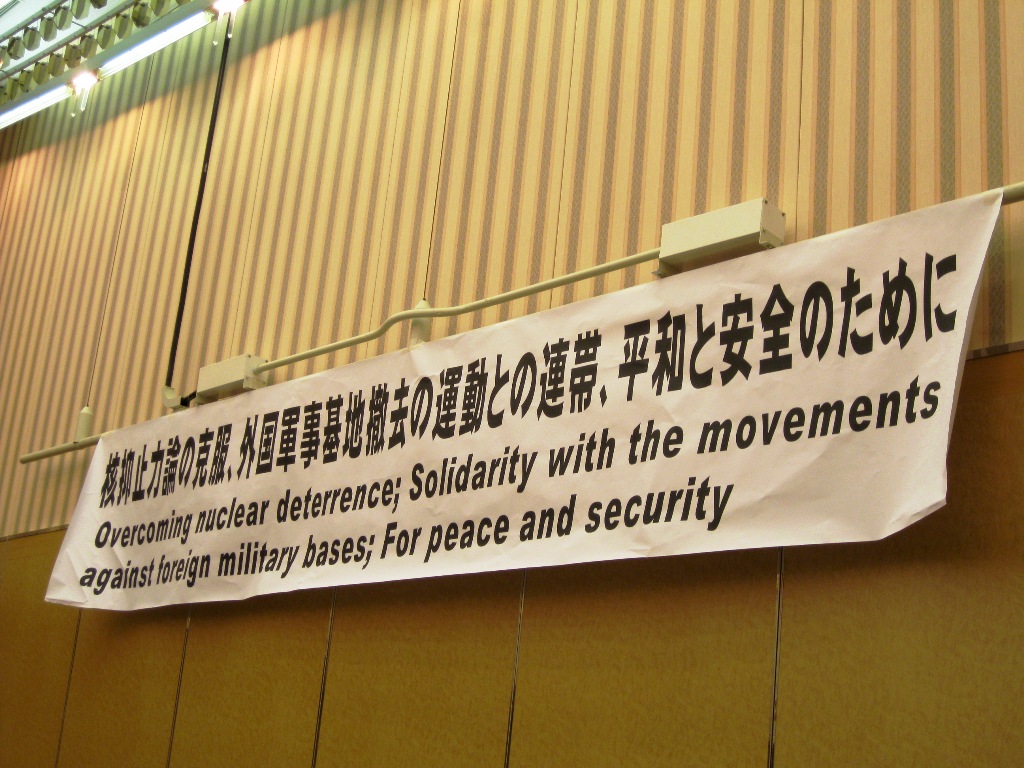 核抑止力論の克服、外国軍事基地撤去の運動との連帯、平和と安全のために
Overcoming nuclear deterrence; Solidarity with the movements
against foreign military bases; For peace and security